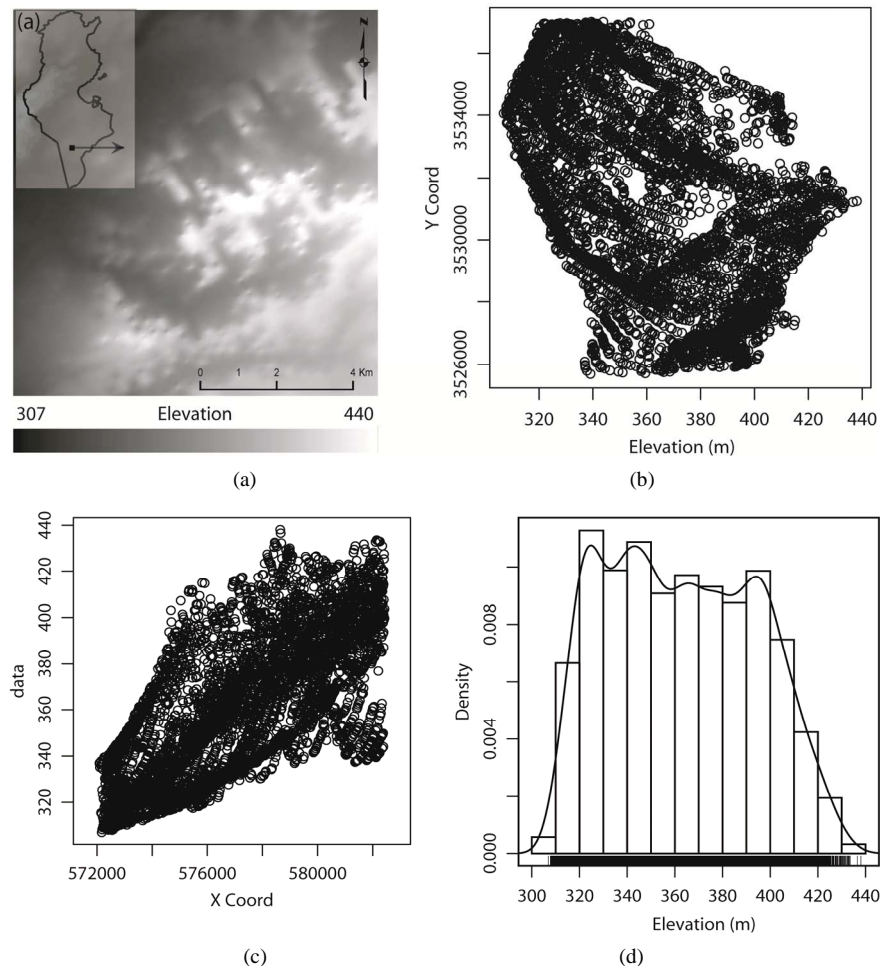 (a)
N
0 1 2 4 Km
307 Elevation 440
(a)
Y Coord
3534000
3530000
3526000
320 340 360 380 400 420 440
Elevation (m)
(b)
data
440
420
400
380
360
340
320
572000 576000 580000
X Coord
(c)
Density
0.008
0.004
0.000
300 320 340 360 380 400 420 440
Elevation (m)
(d)